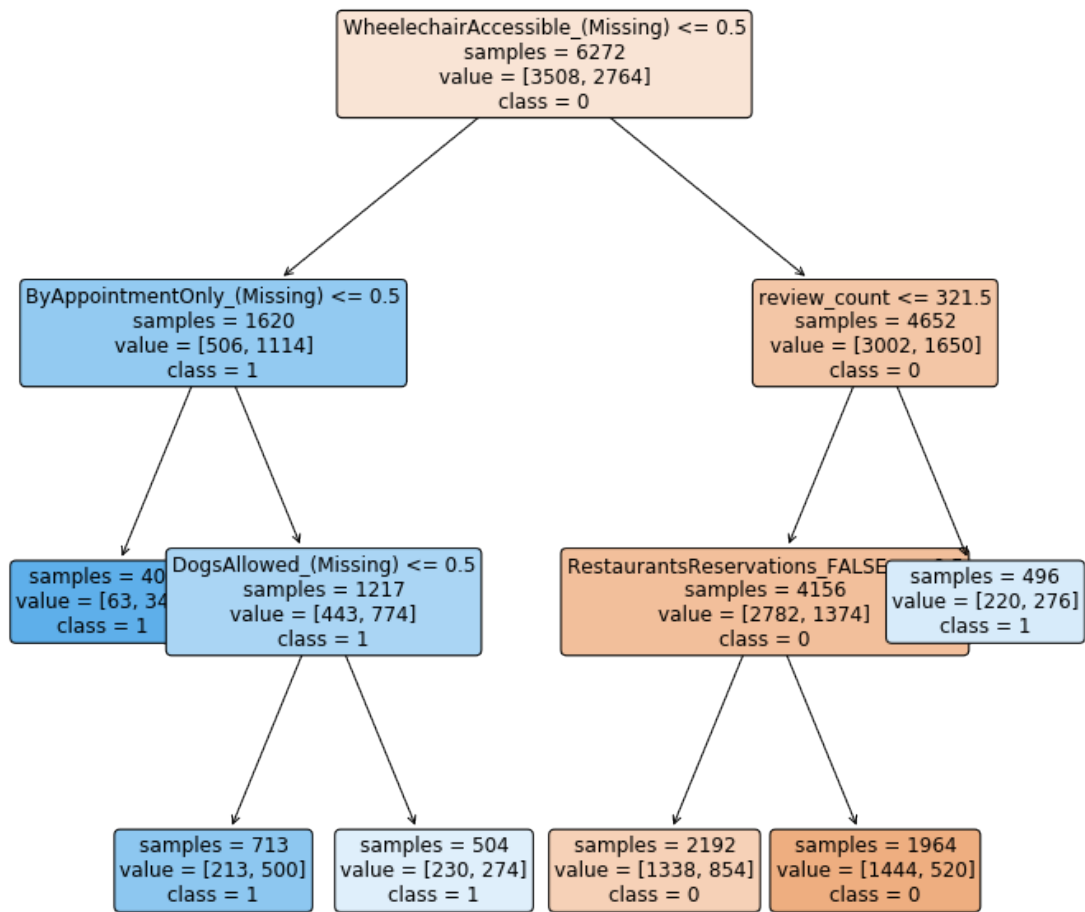 WheelechairAccessible_(Missing) <= 0.5
samples = 6272
value = [3508, 2764]
class = 0
ByAppointmentOnly_(Missing) <= 0.5
samples = 1620
value = [506, 1114]
class = 1
review_count <= 321.5
samples = 4652
value = [3002, 1650]
class = 0
samples = 40
value = [63, 34
class = 1
DogsAllowed_(Missing) <= 0.5
samples = 1217
value = [443, 774]
class = 1
RestaurantsReservations_FALSE
samples = 4156
value = [2782, 1374]
class = 0
samples = 496
value = [220, 276]
class = 1
samples = 713
value = [213, 500]
class = 1
samples = 504
value = [230, 274]
class = 1
samples = 2192
value = [1338, 854]
class = 0
samples = 1964
value = [1444, 520]
class = 0